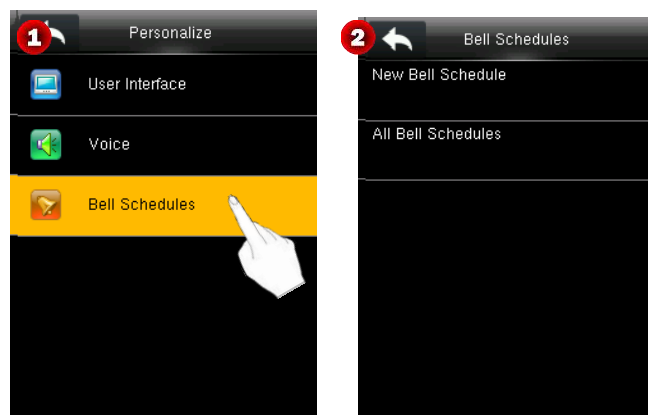 1
Personalize
User Interface
Voice
Bell Schedules
2
Bell Schedules
New Bell Schedule
All Bell Schedules